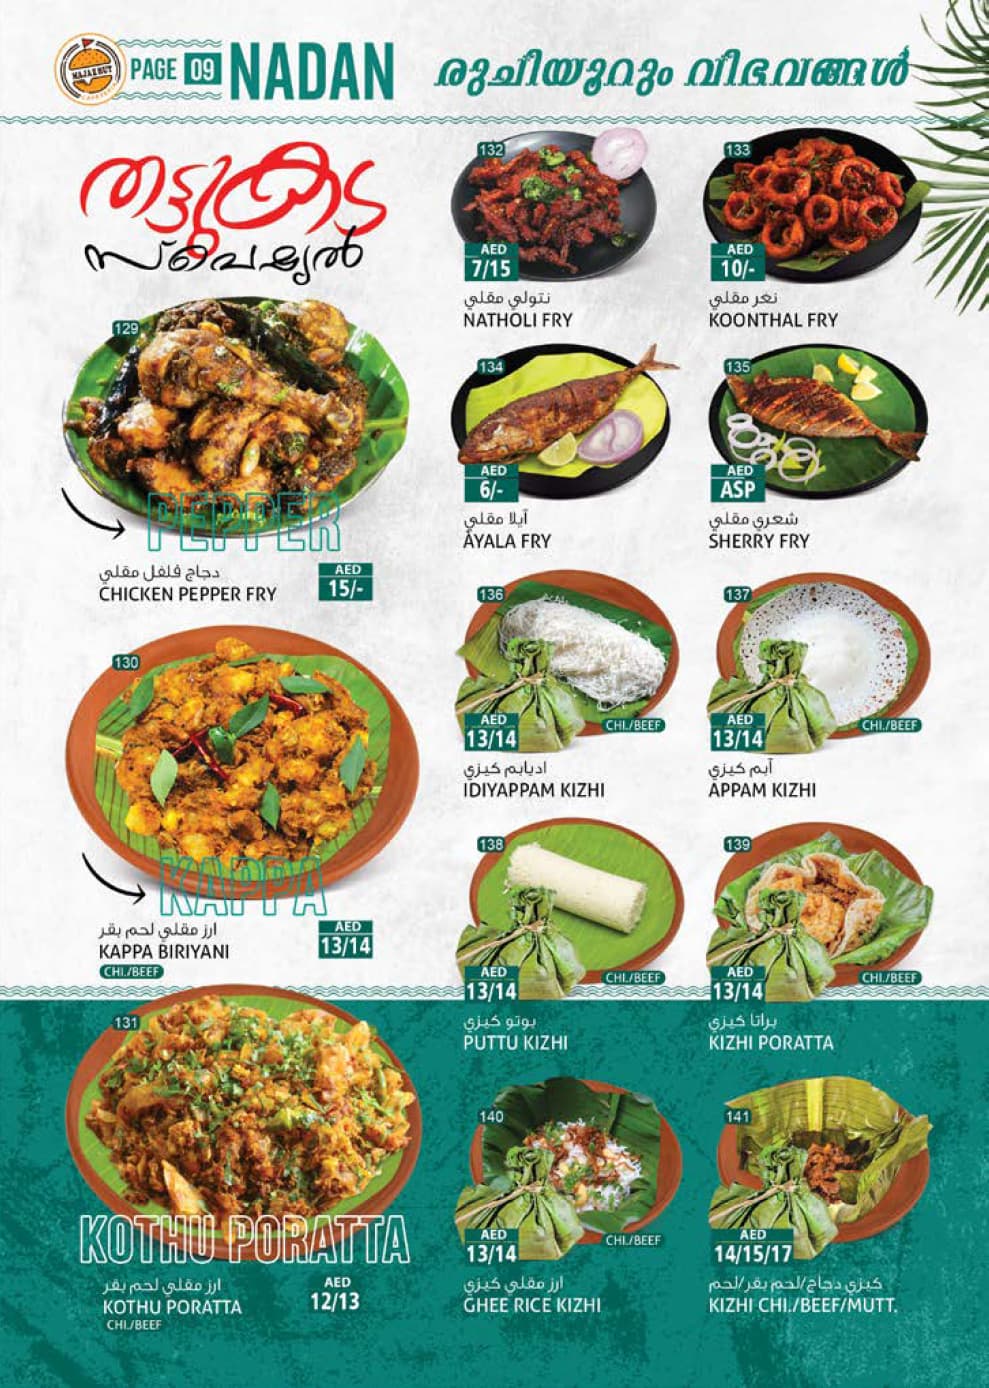 MAJAZ HUT
CAFETERIA
PAGE 09 NADAN
രുചിയൂറും വിഭവങ്ങൾ
തട്ടുകട
സ്പെഷ്യൽ
129
PEPPER
دجاج فلفل مقلي
CHICKEN PEPPER FRY
AED
15/-
130
KAPPA
ارز مقلي لحم بقر
KAPPA BIRIYANI
CHI./BEEF
AED
13/14
131
KOTHU PORATTA
ارز مقلي لحم بقر
KOTHU PORATTA
CHI./BEEF
AED
12/13
132
AED
7/15
نتولي مقلي
NATHOLI FRY
133
AED
10/-
نغر مقلي
KOONTHAL FRY
134
AED
6/-
آيلا مقلي
AYALA FRY
135
AED
ASP
شعري مقلي
SHERRY FRY
136
AED
13/14
CHI./BEEF
اديابم كيزي
IDIYAPPAM KIZHI
137
AED
13/14
CHI./BEEF
آبم كيزي
APPAM KIZHI
138
AED
13/14
CHI./BEEF
بوتو كيزي
PUTTU KIZHI
139
AED
13/14
CHI./BEEF
براتا كيزي
KIZHI PORATTA
140
AED
13/14
CHI./BEEF
ارز مقلي كيزي
GHEE RICE KIZHI
141
AED
14/15/17
كيزي دجاج/لحم بقر/لحم
KIZHI CHI./BEEF/MUTT.